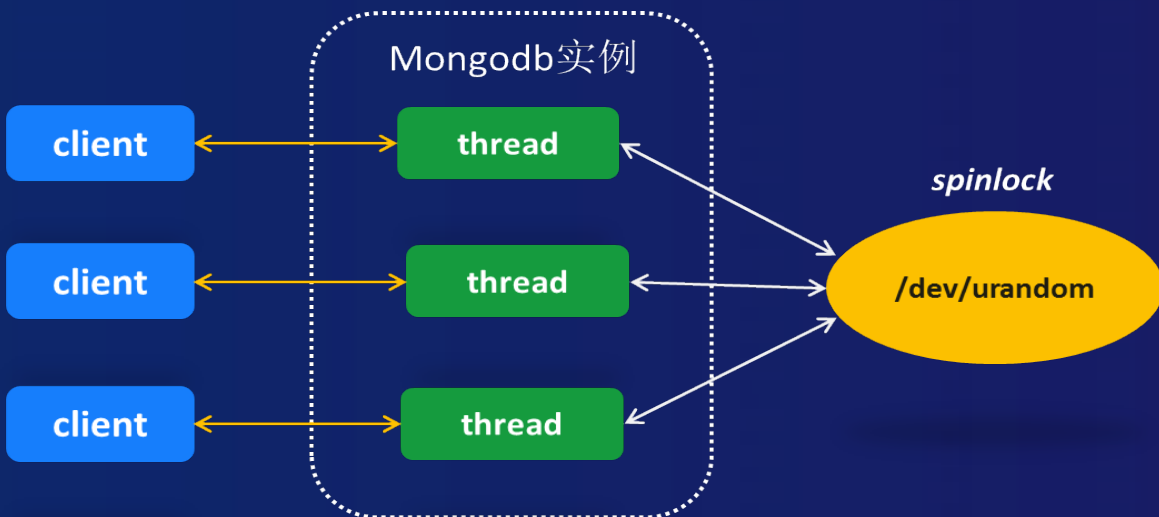 Mongodb实例
client
thread
spinlock
client
thread
/dev/urandom
client
thread